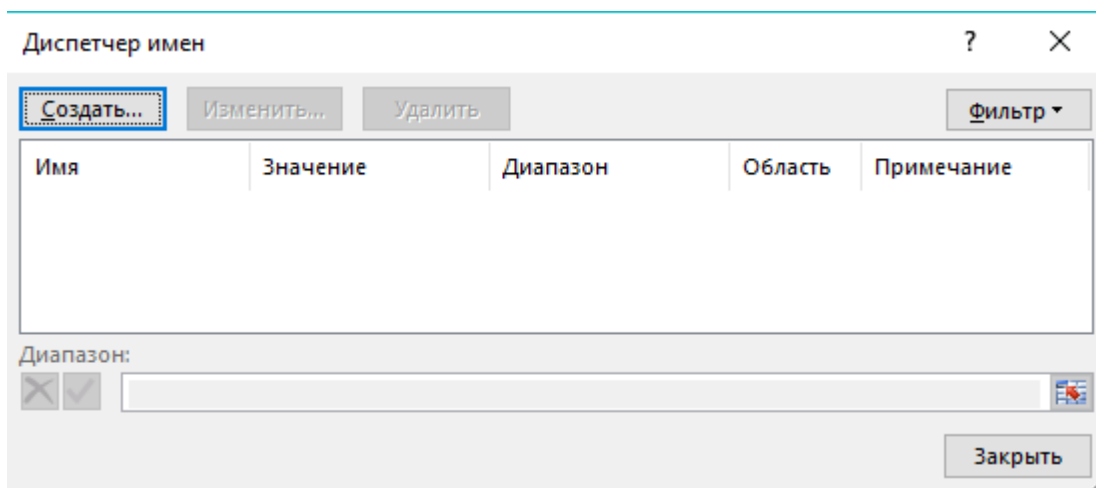 Диспетчер имен ?
Создать... Изменить... Удалить Фильтр
Имя Значение Диапазон Область Примечание
Диапазон:
Закрыть